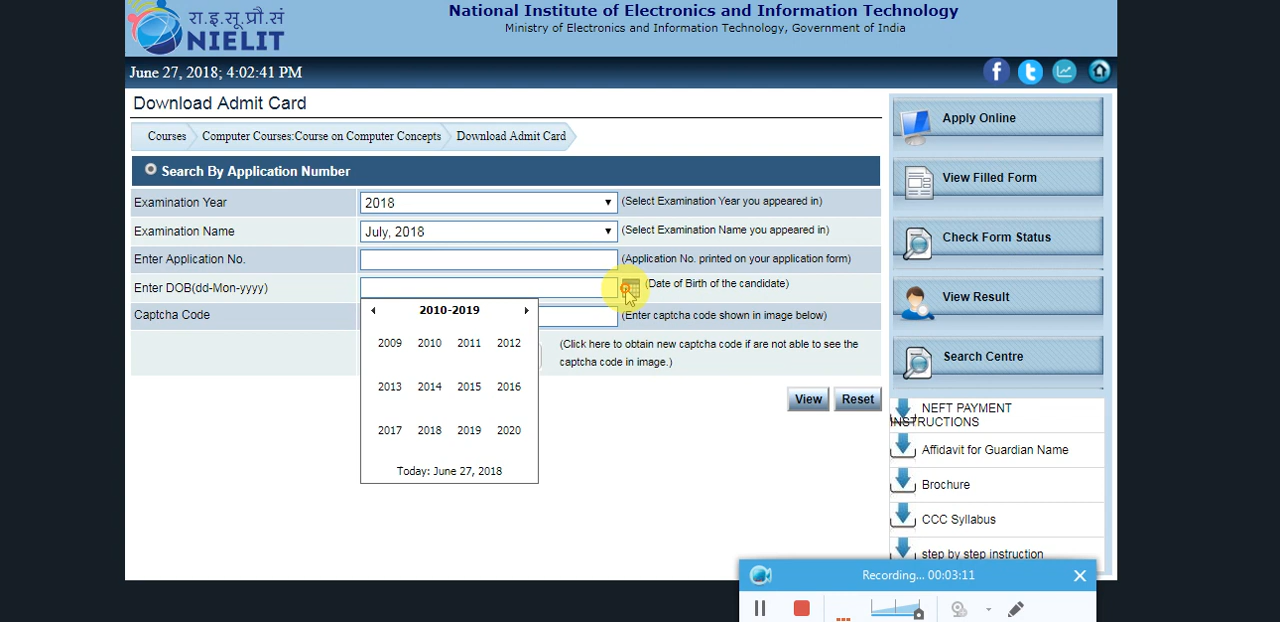 रा.इ.सू.प्रौ.सं
NIELIT
National Institute of Electronics and Information Technology
Ministry of Electronics and Information Technology, Government of India
June 27, 2018; 4:02:41 PM
Download Admit Card
Courses
Computer Courses:Course on Computer Concepts
Download Admit Card
Search By Application Number
Examination Year
2018
(Select Examination Year you appeared in)
Examination Name
July, 2018
(Select Examination Name you appeared in)
Enter Application No.
(Application No. printed on your application form)
Enter DOB(dd-Mon-yyyy)
(Date of Birth of the candidate)
Captcha Code
(Enter captcha code shown in image below)
(Click here to obtain new captcha code if are not able to see the
captcha code in image.)
2010-2019
2009 2010 2011 2012
2013 2014 2015 2016
2017 2018 2019 2020
Today: June 27, 2018
View
Reset
Apply Online
View Filled Form
Check Form Status
View Result
Search Centre
NEFT PAYMENT
INSTRUCTIONS
Affidavit for Guardian Name
Brochure
CCC Syllabus
step by step instruction
Recording... 00:03:11